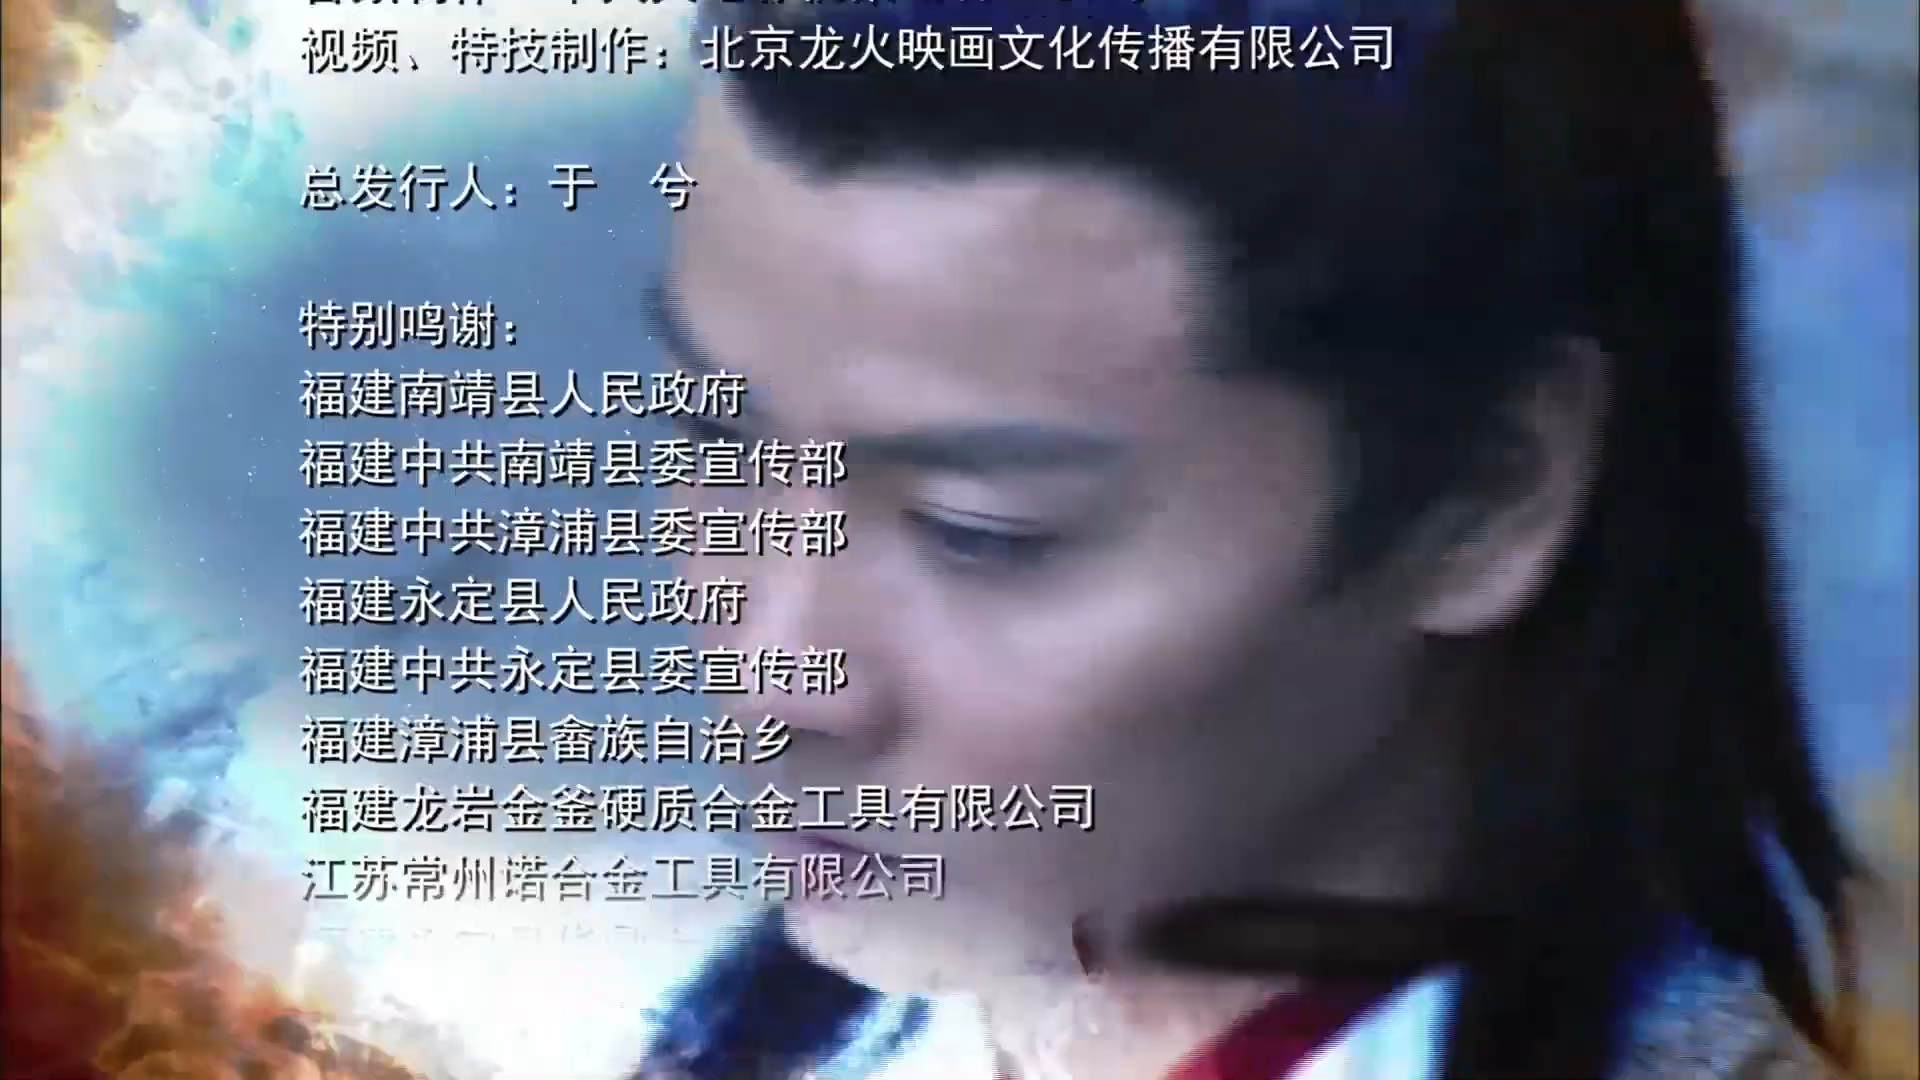 视频、特技制作：北京龙火映画文化传播有限公司
总发行人：于　兮
特别鸣谢：
福建南靖县人民政府
福建中共南靖县委宣传部
福建中共漳浦县委宣传部
福建永定县人民政府
福建中共永定县委宣传部
福建漳浦县畲族自治乡
福建龙岩金釜硬质合金工具有限公司
江苏常州诺合金工具有限公司